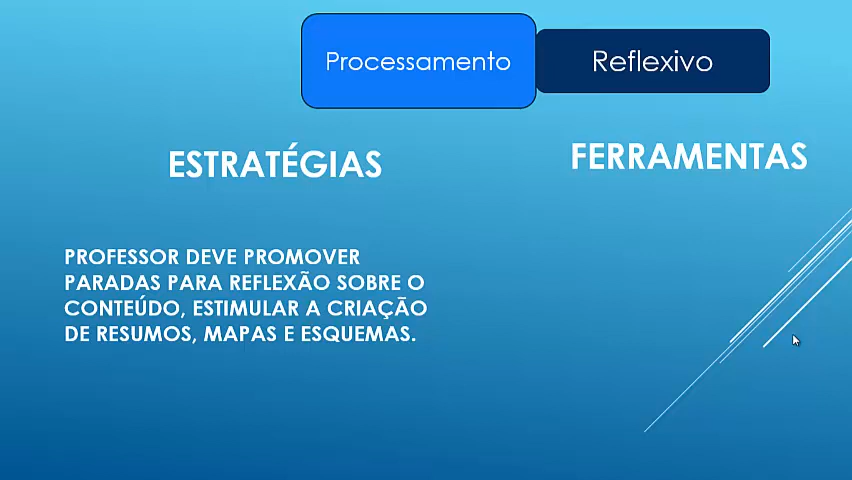 Processamento
Reflexivo
ESTRATÉGIAS
FERRAMENTAS
PROFESSOR DEVE PROMOVER
PARADAS PARA REFLEXÃO SOBRE O
CONTEÚDO, ESTIMULAR A CRIAÇÃO
DE RESUMOS, MAPAS E ESQUEMAS.